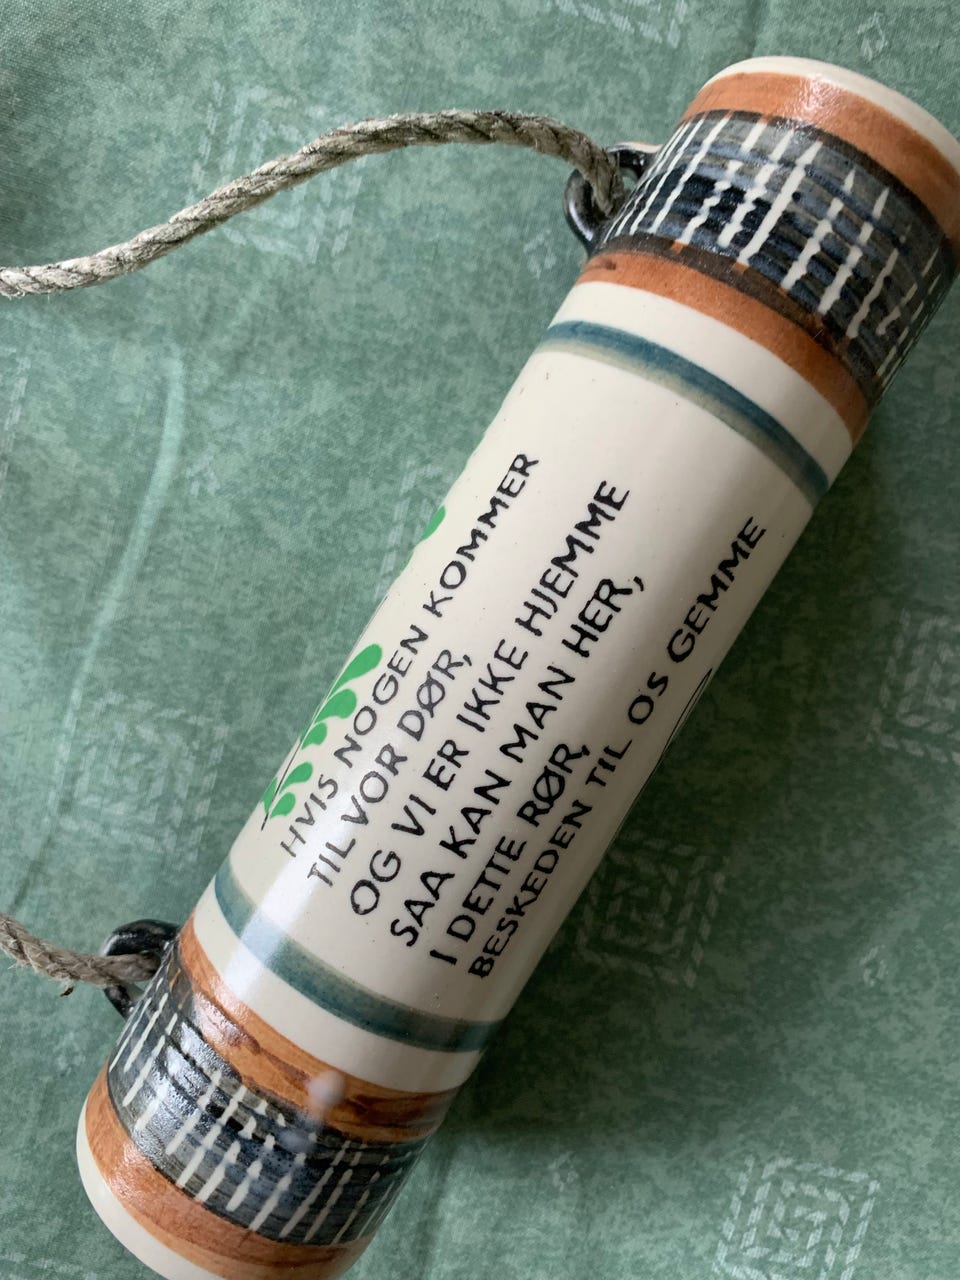 HVIS NOGEN KOMMER
TIL VOR DØR,
OG VI ER IKKE HJEMME
SAA KAN MAN HER,
I DETTE RØR,
BESKEDEN TIL OS GEMME